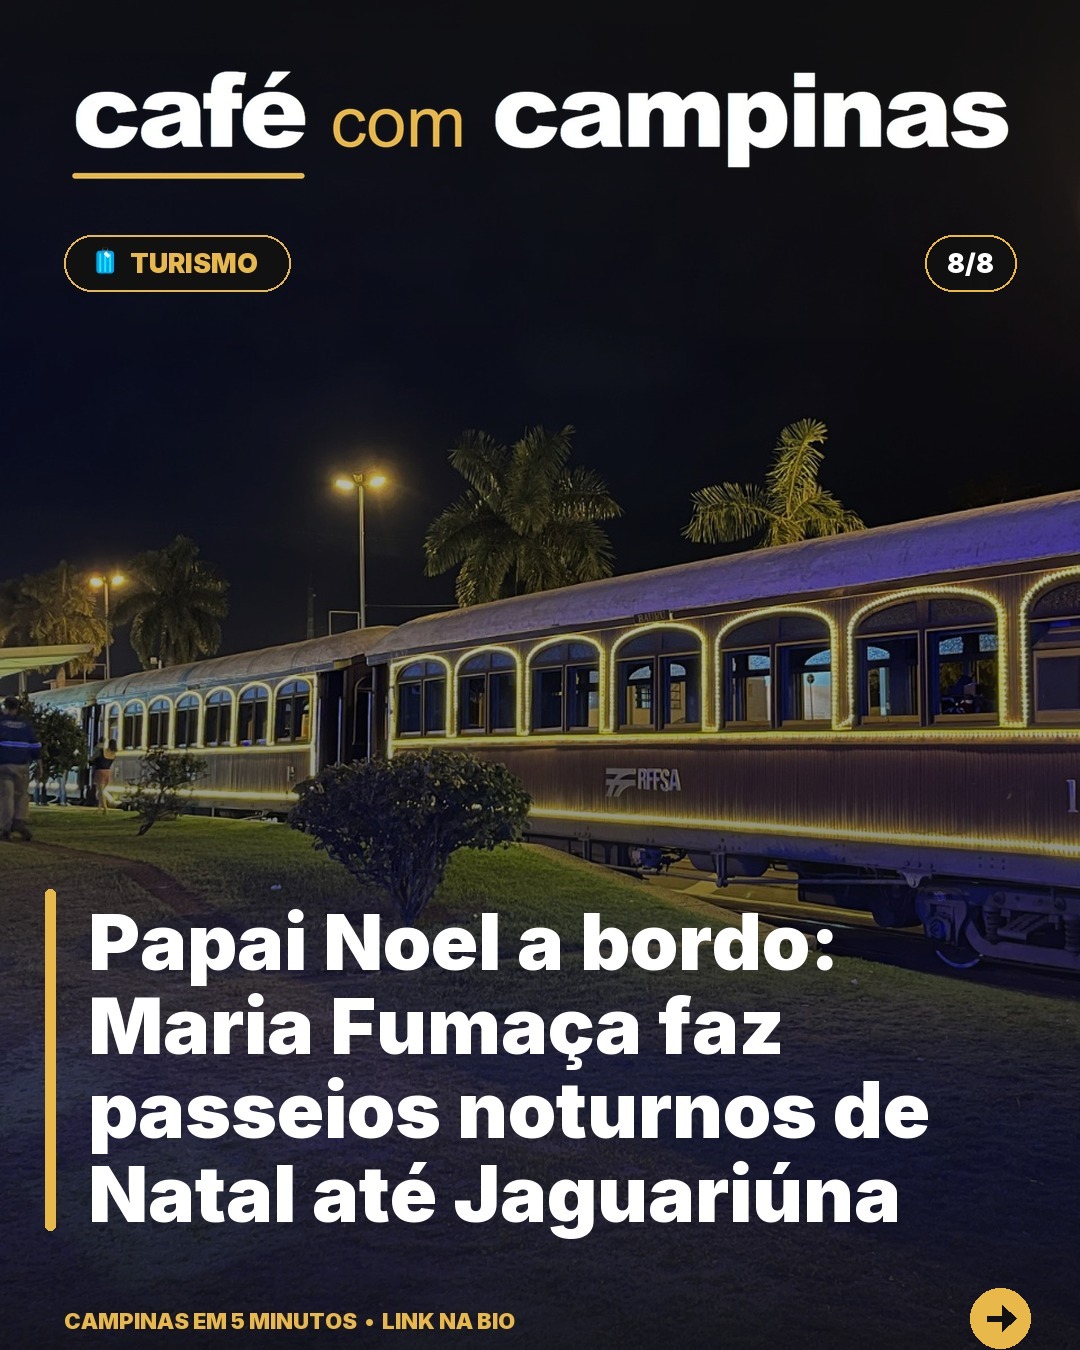 café com campinas
TURISMO
8/8
RFFSA
Papai Noel a bordo:
Maria Fumaça faz
passeios noturnos de
Natal até Jaguariúna
CAMPINAS EM 5 MINUTOS • LINK NA BIO